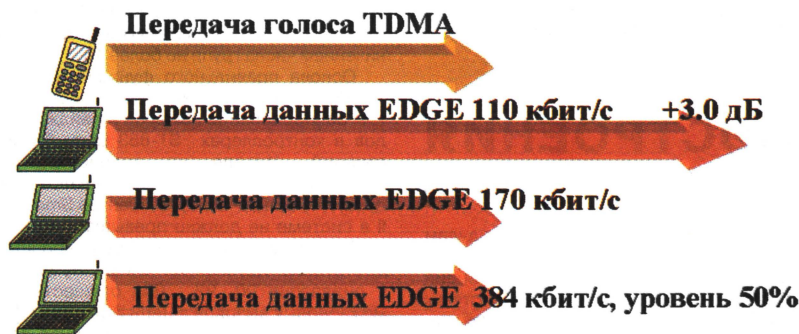 Передача голоса TDMA
Передача данных EDGE 110 кбит/с +3.0 дБ
Передача данных EDGE 170 кбит/с
Передача данных EDGE 384 кбит/с, уровень 50%